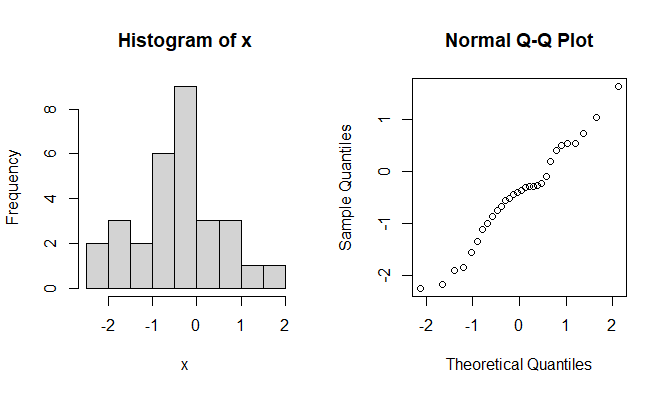 Histogram of x
Frequency
0 2 4 6 8
-2 -1 0 1 2
x
Normal Q-Q Plot
Sample Quantiles
-2 -1 0 1
-2 -1 0 1 2
Theoretical Quantiles